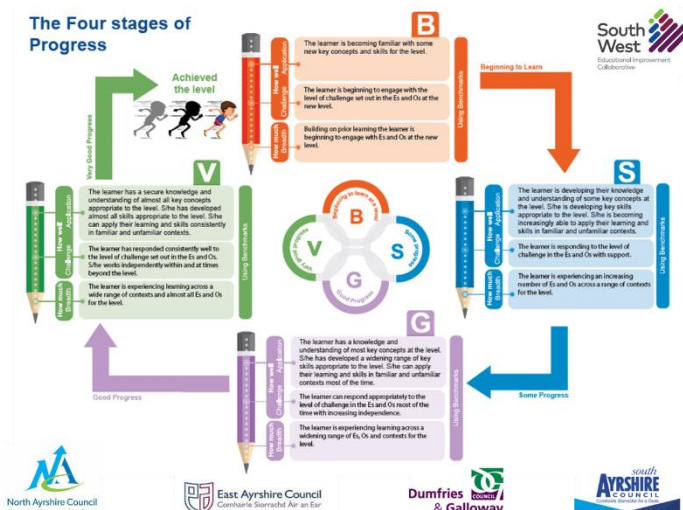 The Four stages of
Progress
South
West
Educational Improvement
Collaborative
Achieved
the level
Very Good Progress
B
How well
Application
The learner is becoming familiar with some
new key concepts and skills for the level.
Challenge
The learner is beginning to engage with the
level of challenge set out in the Es and Os at the
new level.
How much
Breadth
Building on prior learning the learner is
beginning to engage with Es and Os at the new
level.
Using Benchmarks
Beginning to Learn
S
How well
Application
The learner is developing their knowledge
and understanding of some key concepts at
the level. S/he is developing key skills
appropriate to the level. S/he is becoming
increasingly able to apply their learning and
skills in familiar and unfamiliar contexts.
Challenge
The learner is responding to the level of
challenge in the Es and Os with support.
How much
Breadth
The learner is experiencing an increasing
number of Es and Os across a range of contexts
for the level.
Using Benchmarks
Some Progress
G
How well
Application
The learner has a knowledge and
understanding of most key concepts at the level.
S/he has developed a widening range of key
skills appropriate to the level. S/he can apply
their learning and skills in familiar and unfamiliar
contexts most of the time.
Challenge
The learner can respond appropriately to the
level of challenge in the Es and Os most of the
time with increasing independence.
How much
Breadth
The learner is experiencing learning across a
widening range of Es, Os and contexts for the
level.
Using Benchmarks
Good Progress
V
How well
Application
The learner has a secure knowledge and
understanding of almost all key concepts
appropriate to the level. S/he has developed
almost all skills appropriate to the level. S/he
can apply their learning and skills consistently
in familiar and unfamiliar contexts.
Challenge
The learner has responded consistently well to
the level of challenge set out in the Es and Os.
S/he works independently within and at times
beyond the level.
How much
Breadth
The learner is experiencing learning across a
wide range of contexts and almost all Es and Os
for the level.
Using Benchmarks
B
S
Some progress
G
Good Progress
V
Very good progress
North Ayrshire Council
East Ayrshire Council
Comhairle Siorrachd Àir an Ear
Dumfries
& Galloway
COUNCIL
south
AYRSHIRE
COUNCIL